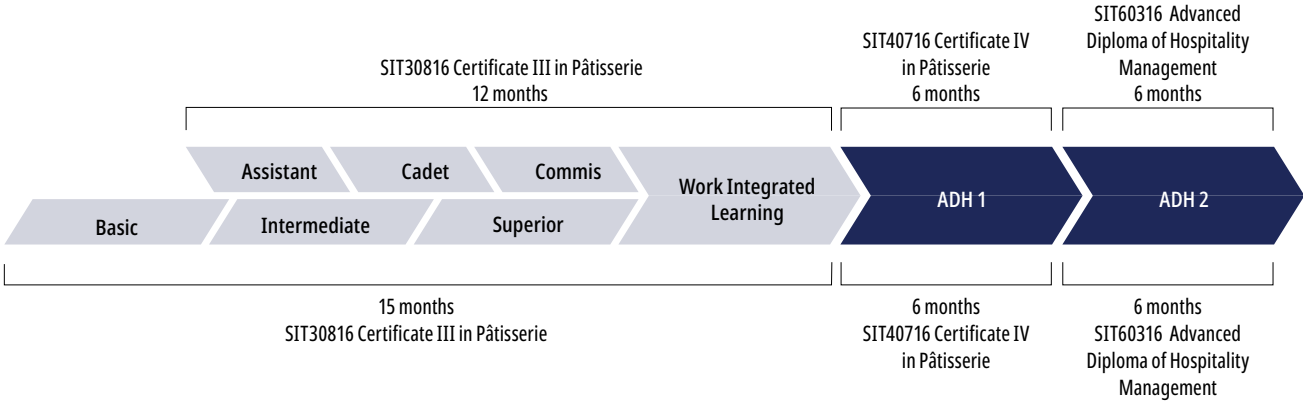 SIT30816 Certificate III in Pâtisserie
12 months
SIT40716 Certificate IV
in Pâtisserie
6 months
SIT60316 Advanced
Diploma of Hospitality
Management
6 months
Assistant
Cadet
Commis
Work Integrated
Learning
ADH 1
ADH 2
Basic
Intermediate
Superior
15 months
SIT30816 Certificate III in Pâtisserie
6 months
SIT40716 Certificate IV
in Pâtisserie
6 months
SIT60316 Advanced
Diploma of Hospitality
Management